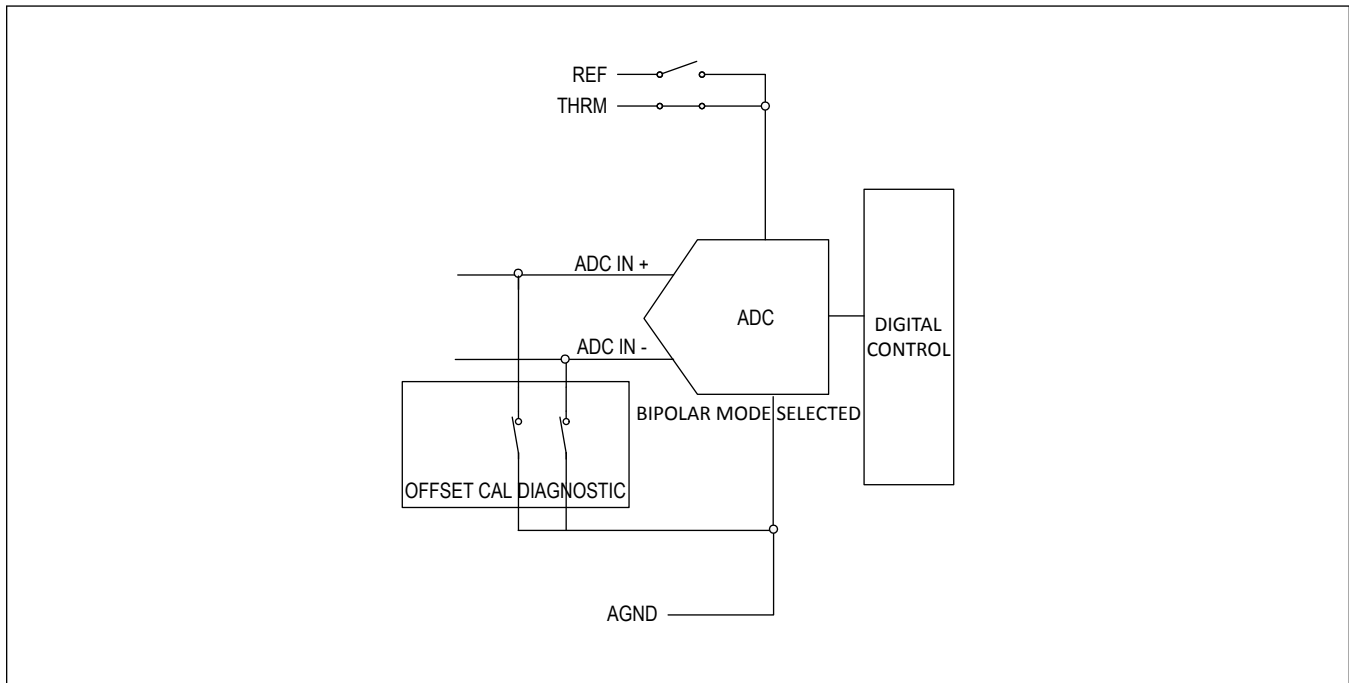 REF
THRM
ADC IN +
ADC
DIGITAL
CONTROL
ADC IN -
BIPOLAR MODE SELECTED
OFFSET CAL DIAGNOSTIC
AGND